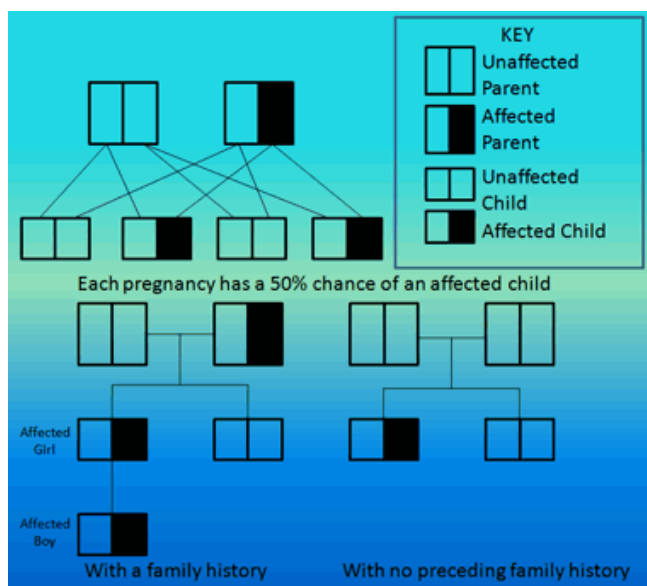 KEY
Unaffected
Parent
Affected
Parent
Unaffected
Child
Affected Child
Each pregnancy has a 50% chance of an affected child
Affected
Girl
Affected
Boy
With a family history
With no preceding family history